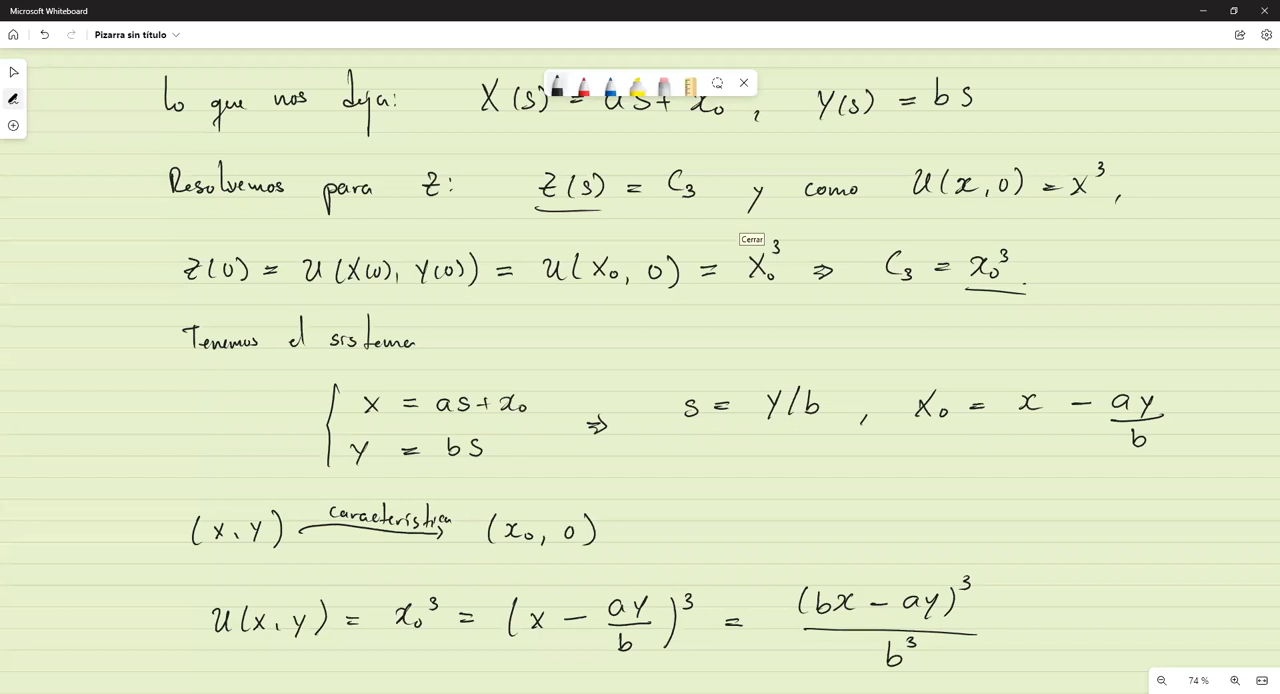 Microsoft Whiteboard
Pizarra sin título
Lo que nos deja: X(s) = as + x₀, Y(s) = bs
Resolvemos para Z: Z(s) = C₃ y como U(x,0) = x³,
Cerrar
Z(0) = U(X(0), Y(0)) = U(X₀, 0) = X₀³ ⇒ C₃ = x₀³
Tenemos el sistema
{ x = as + x₀
y = bs ⇒ s = y/b, X₀ = x - ay/b
(x, y) característica → (x₀, 0)
U(x, y) = x₀³ = (x - ay/b)³ = (bx - ay)³/b³
74 %